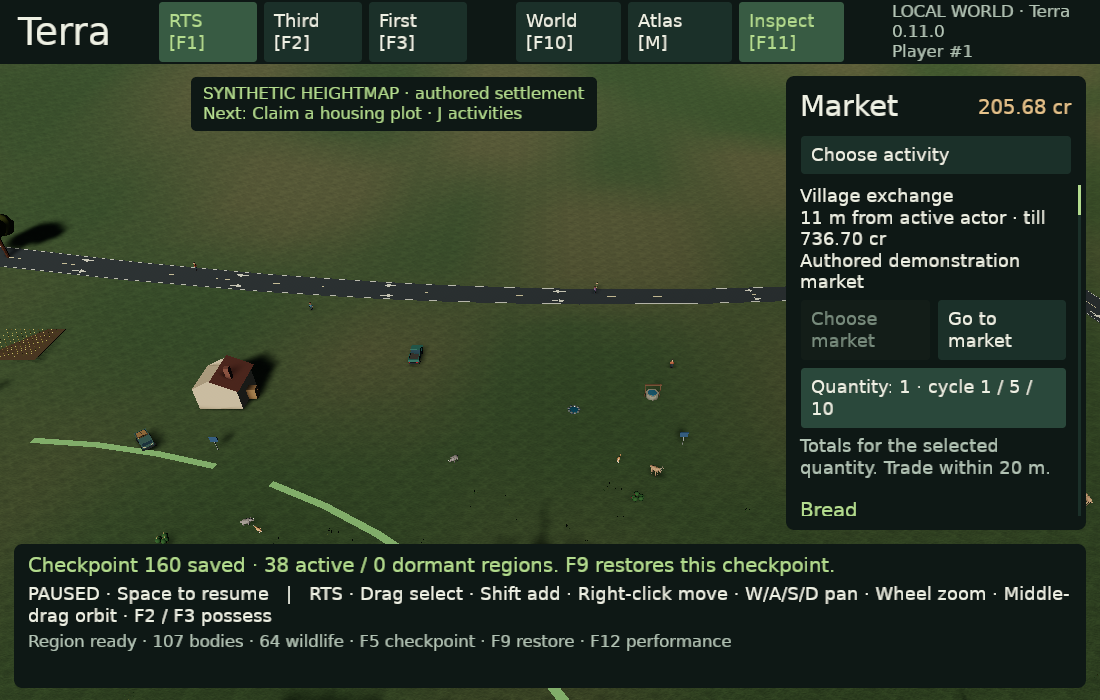 Terra
RTS
[F1]
Third
[F2]
First
[F3]
World
[F10]
Atlas
[M]
Inspect
[F11]
LOCAL WORLD · Terra
0.11.0
Player #1
SYNTHETIC HEIGHTMAP · authored settlement
Next: Claim a housing plot · J activities
Market
205.68 cr
Choose activity
Village exchange
11 m from active actor · till
736.70 cr
Authored demonstration
market
Choose
market
Go to
market
Quantity: 1 · cycle 1 / 5 /
10
Totals for the selected
quantity. Trade within 20 m.
Bread
Checkpoint 160 saved · 38 active / 0 dormant regions. F9 restores this checkpoint.
PAUSED · Space to resume | RTS · Drag select · Shift add · Right-click move · W/A/S/D pan · Wheel zoom · Middle-
drag orbit · F2 / F3 possess
Region ready · 107 bodies · 64 wildlife · F5 checkpoint · F9 restore · F12 performance